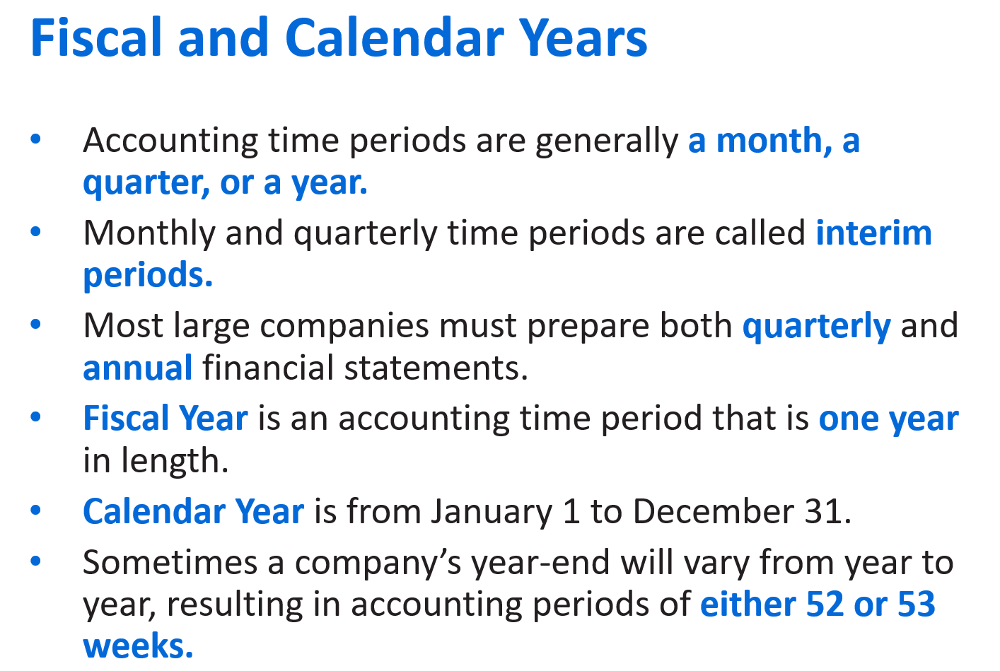 Fiscal and Calendar Years
• Accounting time periods are generally a month, a
quarter, or a year.
• Monthly and quarterly time periods are called interim
periods.
• Most large companies must prepare both quarterly and
annual financial statements.
• Fiscal Year is an accounting time period that is one year
in length.
• Calendar Year is from January 1 to December 31.
• Sometimes a company’s year-end will vary from year to
year, resulting in accounting periods of either 52 or 53
weeks.